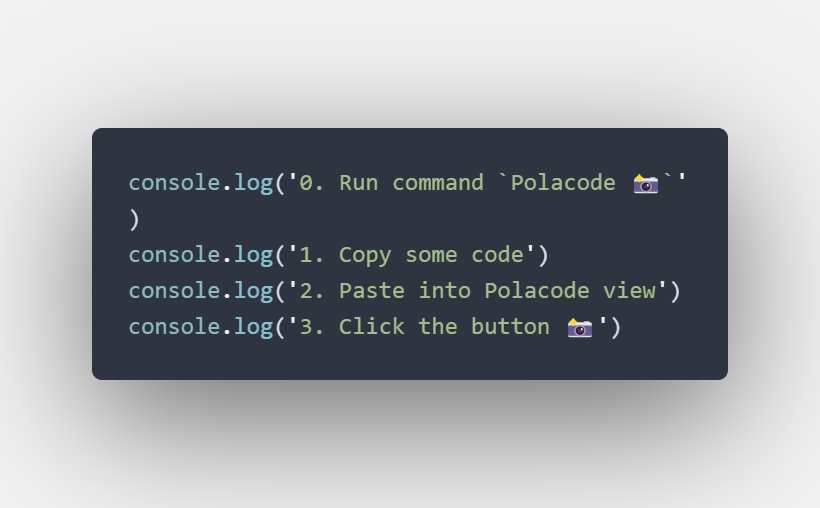 console.log('0. Run command `Polacode 📸`'
)
console.log('1. Copy some code')
console.log('2. Paste into Polacode view')
console.log('3. Click the button 📸')